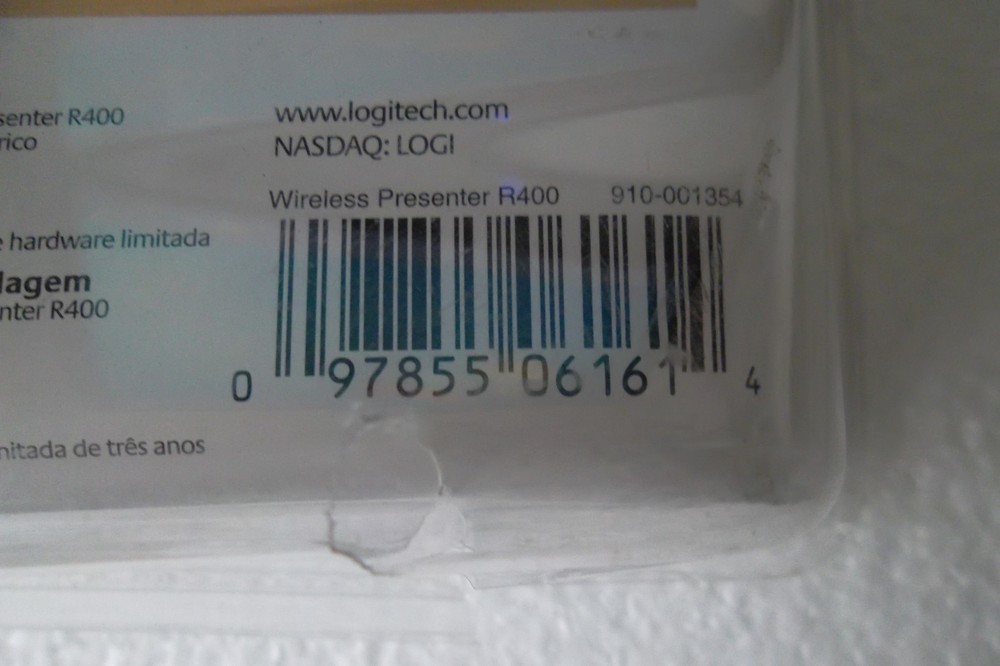 senter R400
rico
www.logitech.com
NASDAQ: LOGI
Wireless Presenter R400 910-001354
e hardware limitada
lagem
nter R400
0 97855 06161 4
nitada de três anos